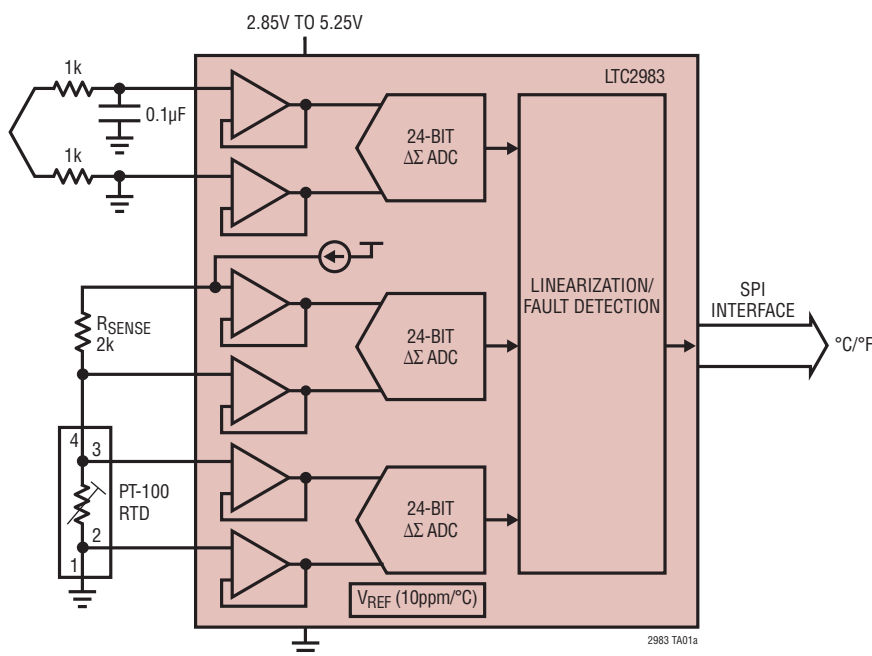 2.85V TO 5.25V
LTC2983
1k
0.1µF
1k
24-BIT
ΔΣ ADC
RSENSE
2k
24-BIT
ΔΣ ADC
LINEARIZATION/
FAULT DETECTION
SPI
INTERFACE
°C/°F
4
3
2
1
PT-100
RTD
24-BIT
ΔΣ ADC
VREF (10ppm/°C)
2983 TA01a